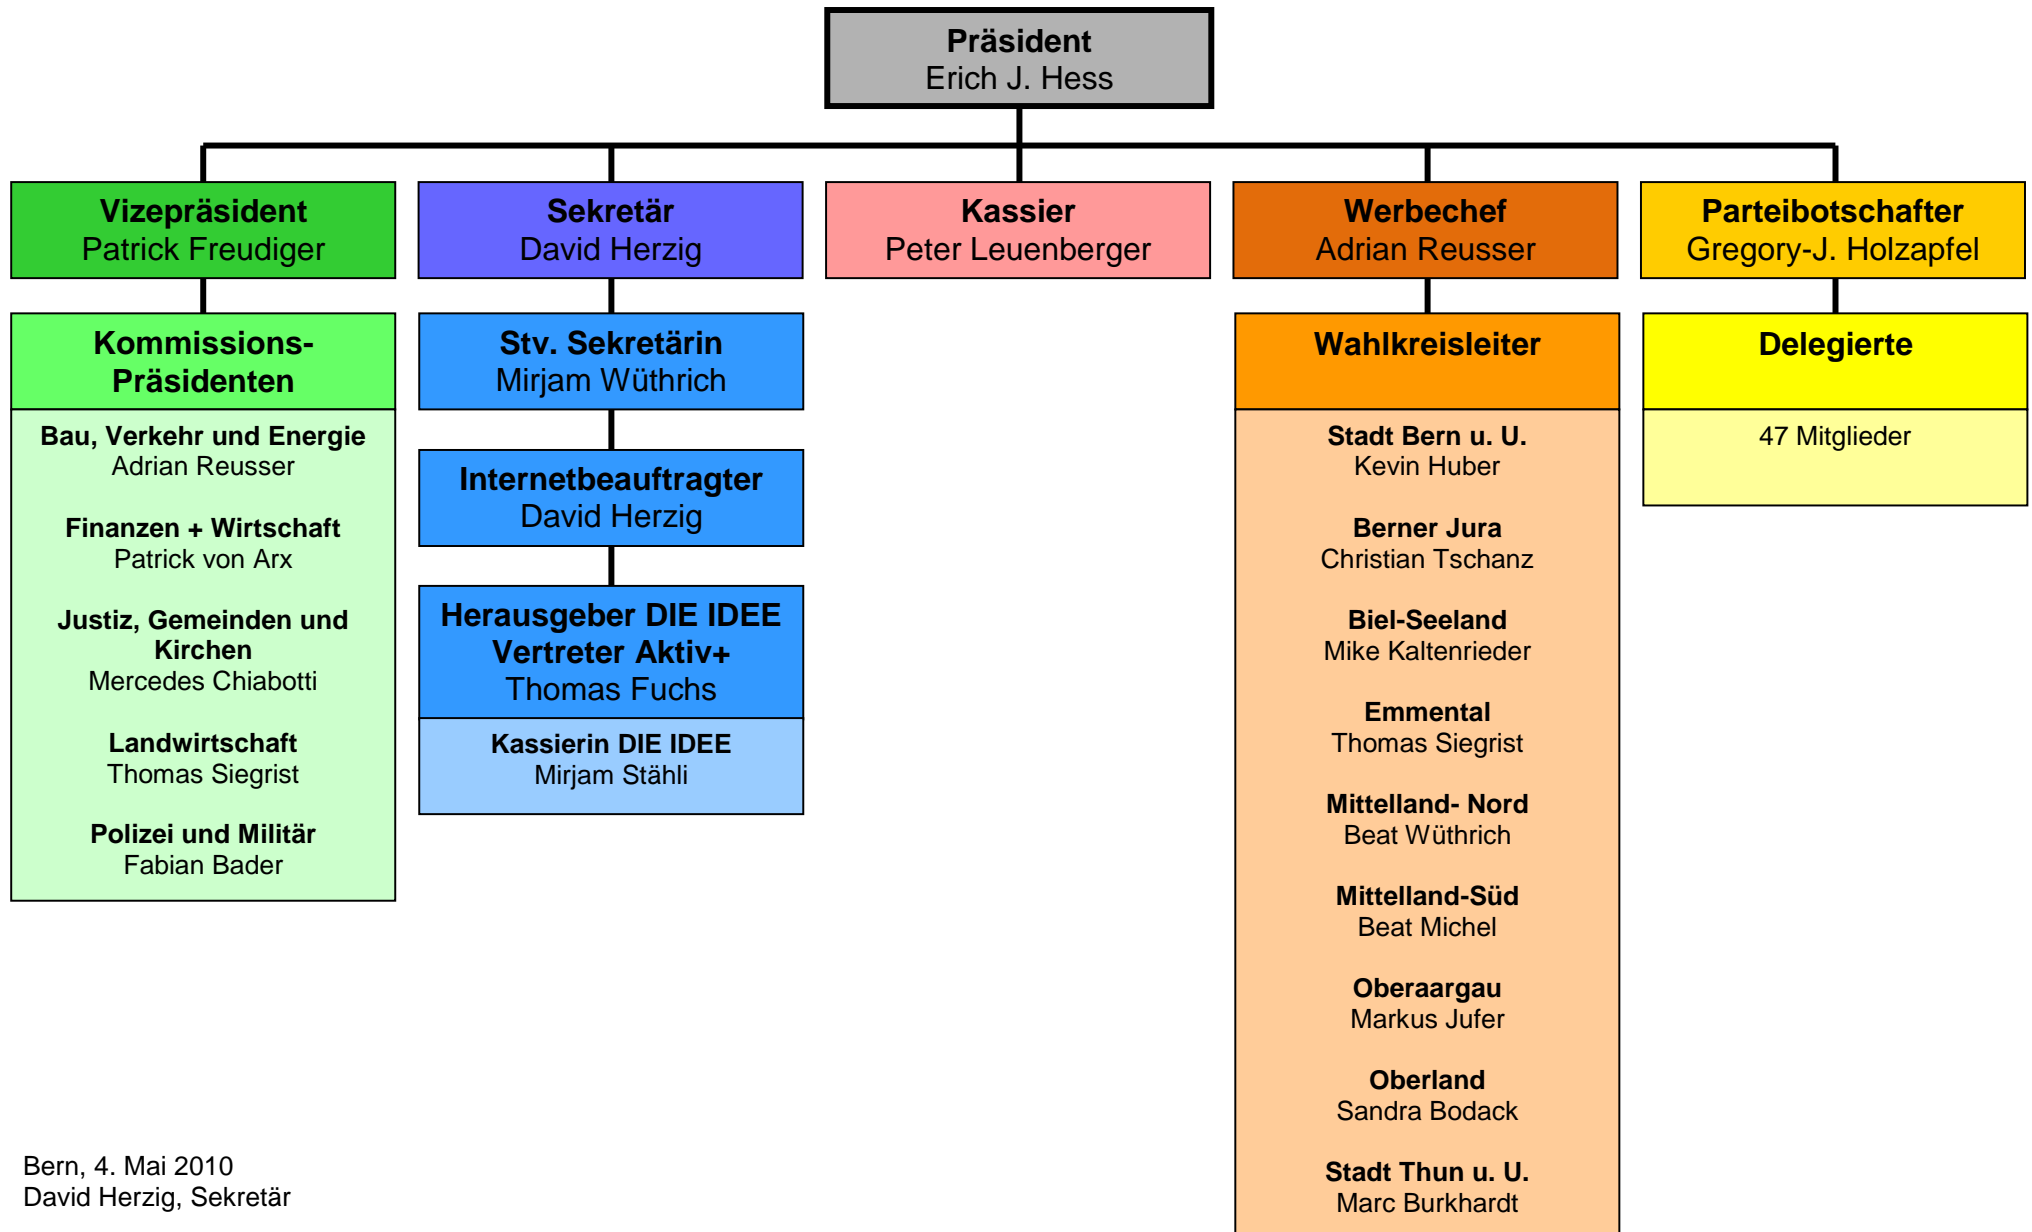 Präsident
Erich J. Hess
Vizepräsident
Patrick Freudiger
Sekretär
David Herzig
Kassier
Peter Leuenberger
Werbechef
Adrian Reusser
Parteibotschafter
Gregory-J. Holzapfel
Kommissions-
Präsidenten
Bau, Verkehr und Energie
Adrian Reusser
Finanzen + Wirtschaft
Patrick von Arx
Justiz, Gemeinden und
Kirchen
Mercedes Chiabotti
Landwirtschaft
Thomas Siegrist
Polizei und Militär
Fabian Bader
Stv. Sekretärin
Mirjam Wüthrich
Internetbeauftragter
David Herzig
Herausgeber DIE IDEE
Vertreter Aktiv+
Thomas Fuchs
Kassierin DIE IDEE
Mirjam Stähli
Wahlkreisleiter
Stadt Bern u. U.
Kevin Huber
Berner Jura
Christian Tschanz
Biel-Seeland
Mike Kaltenrieder
Emmental
Thomas Siegrist
Mittelland- Nord
Beat Wüthrich
Mittelland-Süd
Beat Michel
Oberaargau
Markus Jufer
Oberland
Sandra Bodack
Stadt Thun u. U.
Marc Burkhardt
Delegierte
47 Mitglieder
Bern, 4. Mai 2010
David Herzig, Sekretär